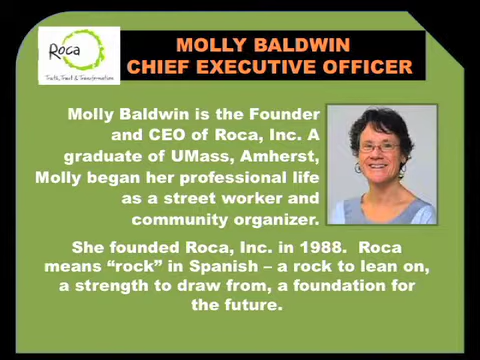 Roca
Truth, Trust & Transformation
MOLLY BALDWIN
CHIEF EXECUTIVE OFFICER
Molly Baldwin is the Founder
and CEO of Roca, Inc. A
graduate of UMass, Amherst,
Molly began her professional life
as a street worker and
community organizer.
She founded Roca, Inc. in 1988. Roca
means “rock” in Spanish – a rock to lean on,
a strength to draw from, a foundation for
the future.